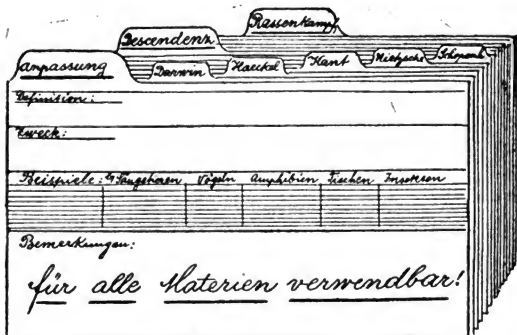 Rassenkampf
Descendenz
Anpassung
Darwin Haeckel Kant Nietzsche Schopenh
Definition:
Zweck:
Beispiele: Vögeln Amphibien Fischen Insekten
Bemerkungen:
für alle Materien verwendbar!